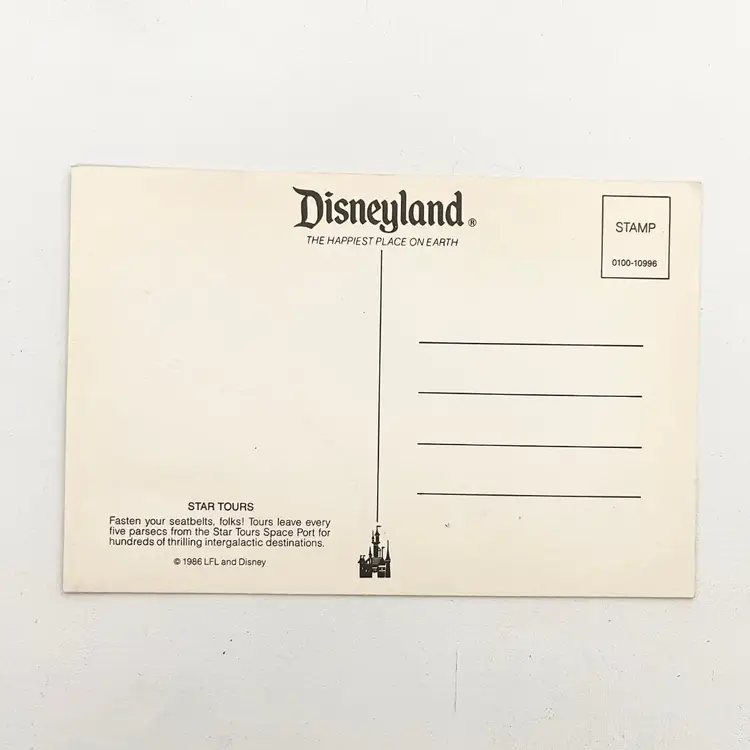 Disneyland®
THE HAPPIEST PLACE ON EARTH
STAMP
0100-10996
STAR TOURS
Fasten your seatbelts, folks! Tours leave every
five parsecs from the Star Tours Space Port for
hundreds of thrilling intergalactic destinations.
© 1986 LFL and Disney